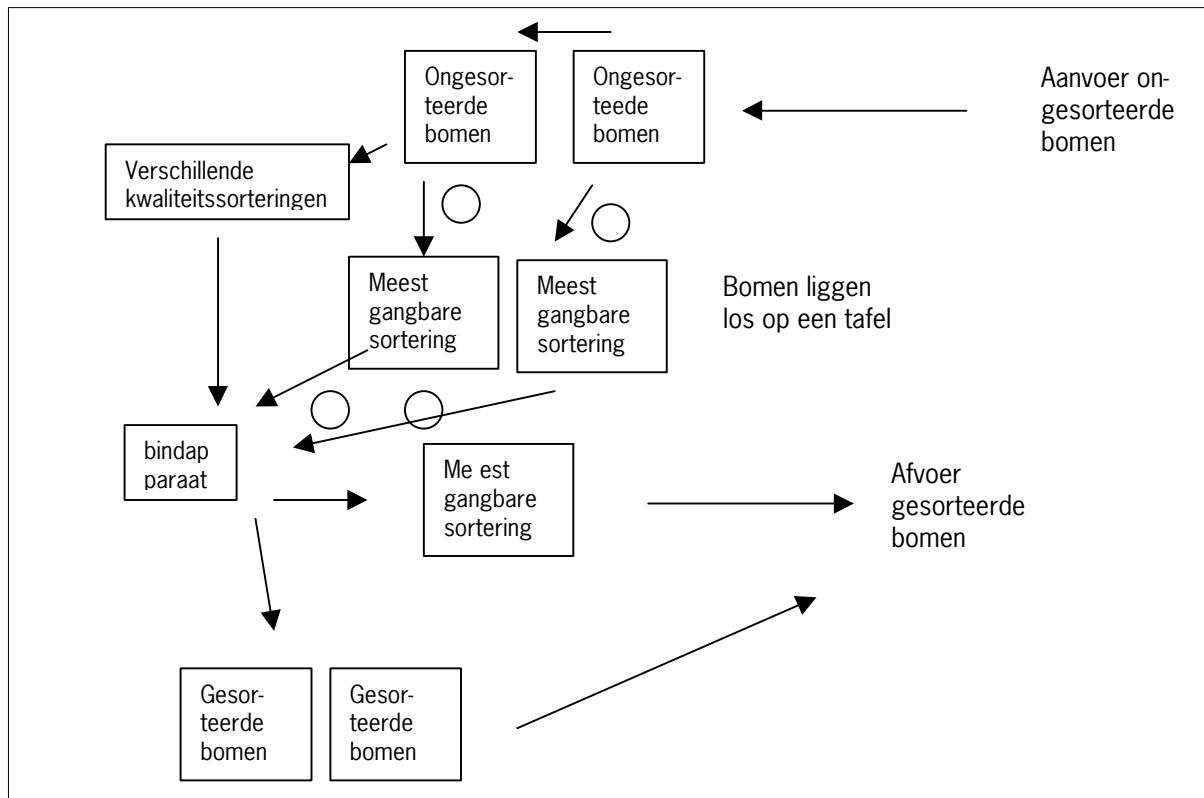 Ongesor-
teerde
bomen
Ongesor-
teede
bomen
Aanvoer on-
gesorteerde
bomen
Verschillende
kwaliteitssorteringen
Meest
gangbare
sortering
Meest
gangbare
sortering
Bomen liggen
los op een tafel
bindap
paraat
Me est
gangbare
sortering
Afvoer
gesorteerde
bomen
Gesor-
teerde
bomen
Gesor-
teerde
bomen